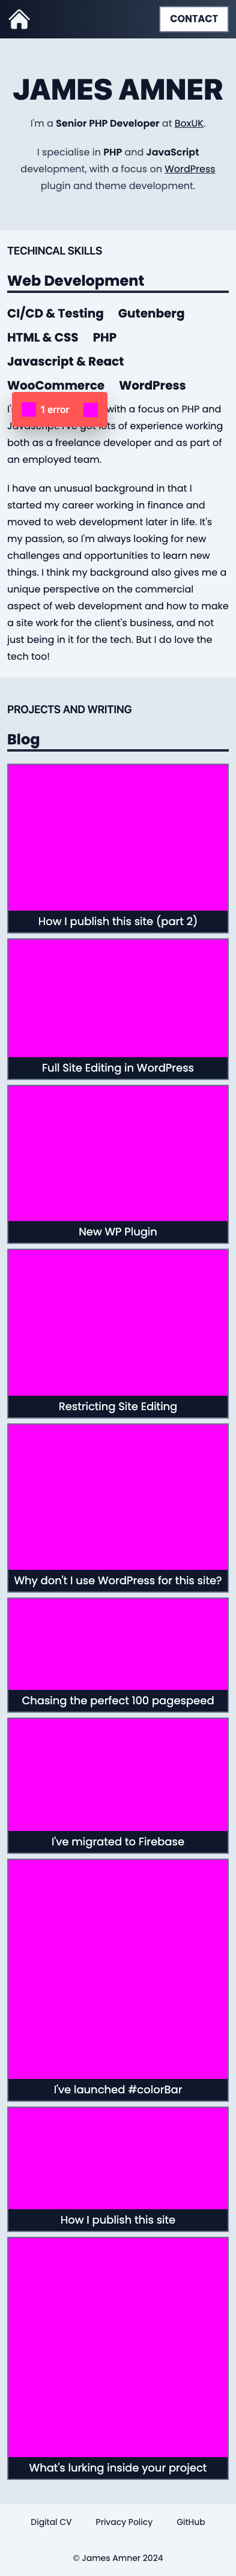 CONTACT
JAMES AMNER
I'm a Senior PHP Developer at BoxUK.
I specialise in PHP and JavaScript
development, with a focus on WordPress
plugin and theme development.
TECHINCAL SKILLS
Web Development
CI/CD & Testing Gutenberg
HTML & CSS PHP
Javascript & React
WooCommerce WordPress
1 error
with a focus on PHP and
lots of experience working
both as a freelance developer and as part of
an employed team.
I have an unusual background in that I
started my career working in finance and
moved to web development later in life. It's
my passion, so I'm always looking for new
challenges and opportunities to learn new
things. I think my background also gives me a
unique perspective on the commercial
aspect of web development and how to make
a site work for the client's business, and not
just being in it for the tech. But I do love the
tech too!
PROJECTS AND WRITING
Blog
How I publish this site (part 2)
Full Site Editing in WordPress
New WP Plugin
Restricting Site Editing
Why don't I use WordPress for this site?
Chasing the perfect 100 pagespeed
I've migrated to Firebase
I've launched #colorBar
How I publish this site
What's lurking inside your project
Digital CV Privacy Policy GitHub
© James Amner 2024